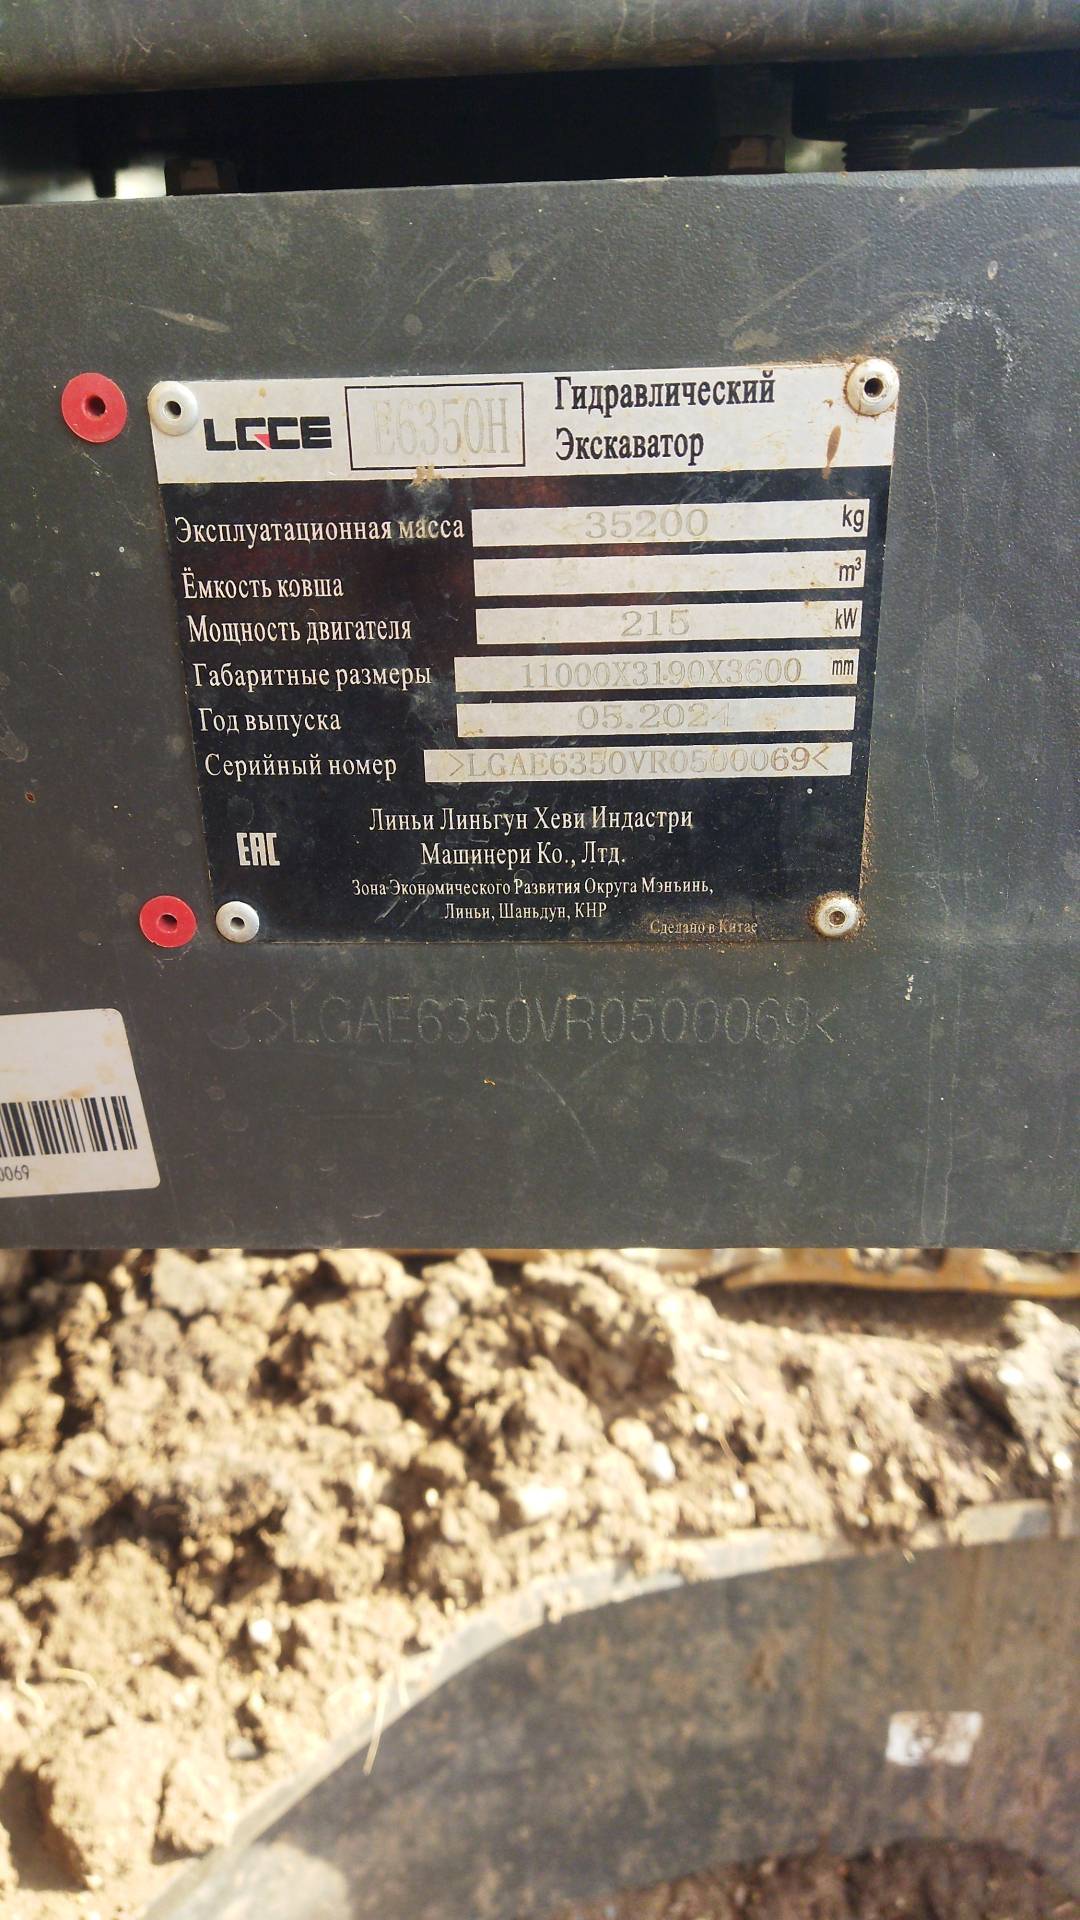 LGCE E6350H Гидравлический
Экскаватор
Эксплуатационная масса 35200 kg
Ёмкость ковша m³
Мощность двигателя 215 kW
Габаритные размеры 11000X3190X3600 mm
Год выпуска 05.2024
Серийный номер >LGAE6350VR0500069<
Линьи Линьгун Хеви Индастри
EAC Машинери Ко., Лтд.
Зона Экономического Развития Округа Мэнъинь,
Линьи, Шаньдун, КНР
Сделано в Китае
>LGAE6350VR0500069<
0069